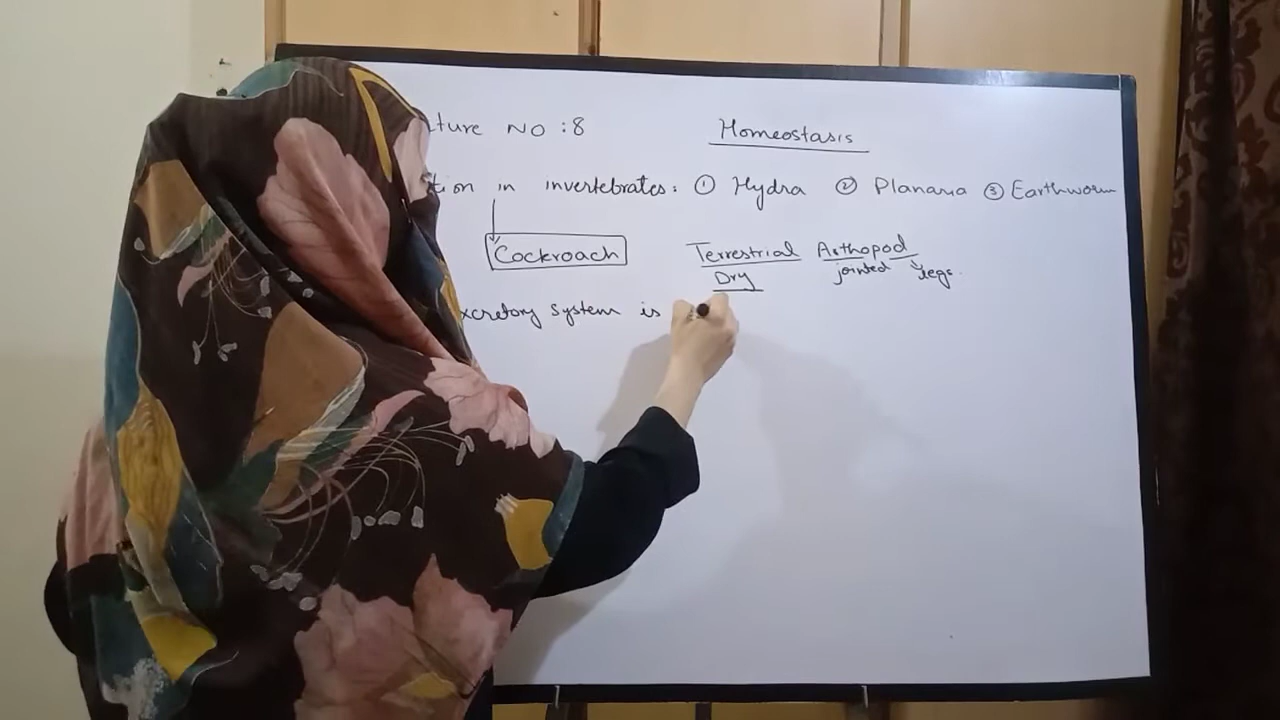 ture NO : 8 Homeostasis
tion in invertebrates: ① Hydra ② Planaria ③ Earthworm
Cockroach Terrestrial Arthopod
Dry jointed legs.
xcretory system is